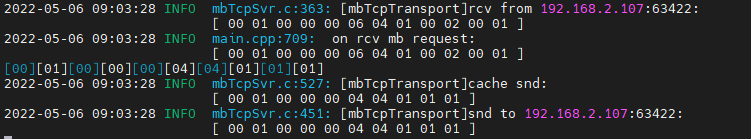 2022-05-06 09:03:28 INFO mbTcpSvr.c:363: [mbTcpTransport]rcv from 192.168.2.107:63422:
[ 00 01 00 00 00 06 04 01 00 02 00 01 ]
2022-05-06 09:03:28 INFO main.cpp:709: on rcv mb request:
[ 00 01 00 00 00 06 04 01 00 02 00 01 ]
[00][01][00][00][00][04][04][01][01][01]
2022-05-06 09:03:28 INFO mbTcpSvr.c:527: [mbTcpTransport]cache snd:
[ 00 01 00 00 00 04 04 01 01 01 ]
2022-05-06 09:03:28 INFO mbTcpSvr.c:451: [mbTcpTransport]snd to 192.168.2.107:63422:
[ 00 01 00 00 00 04 04 01 01 01 ]